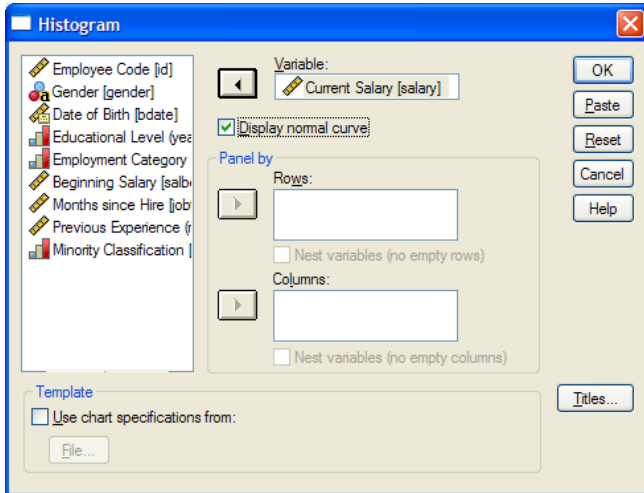 Histogram
Employee Code [id]
Gender [gender]
Date of Birth [bdate]
Educational Level (yea
Employment Category
Beginning Salary [salb
Months since Hire [job
Previous Experience (r
Minority Classification [
Variable:
Current Salary [salary]
Display normal curve
Panel by
Rows:
Nest variables (no empty rows)
Columns:
Nest variables (no empty columns)
OK
Paste
Reset
Cancel
Help
Template
Use chart specifications from:
File...
Titles...